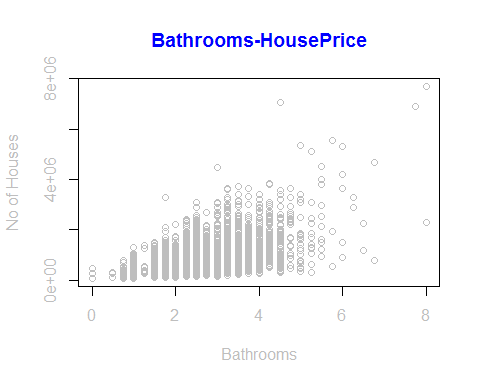 Bathrooms-HousePrice
No of Houses
8e+06
4e+06
0e+00
0 2 4 6 8
Bathrooms